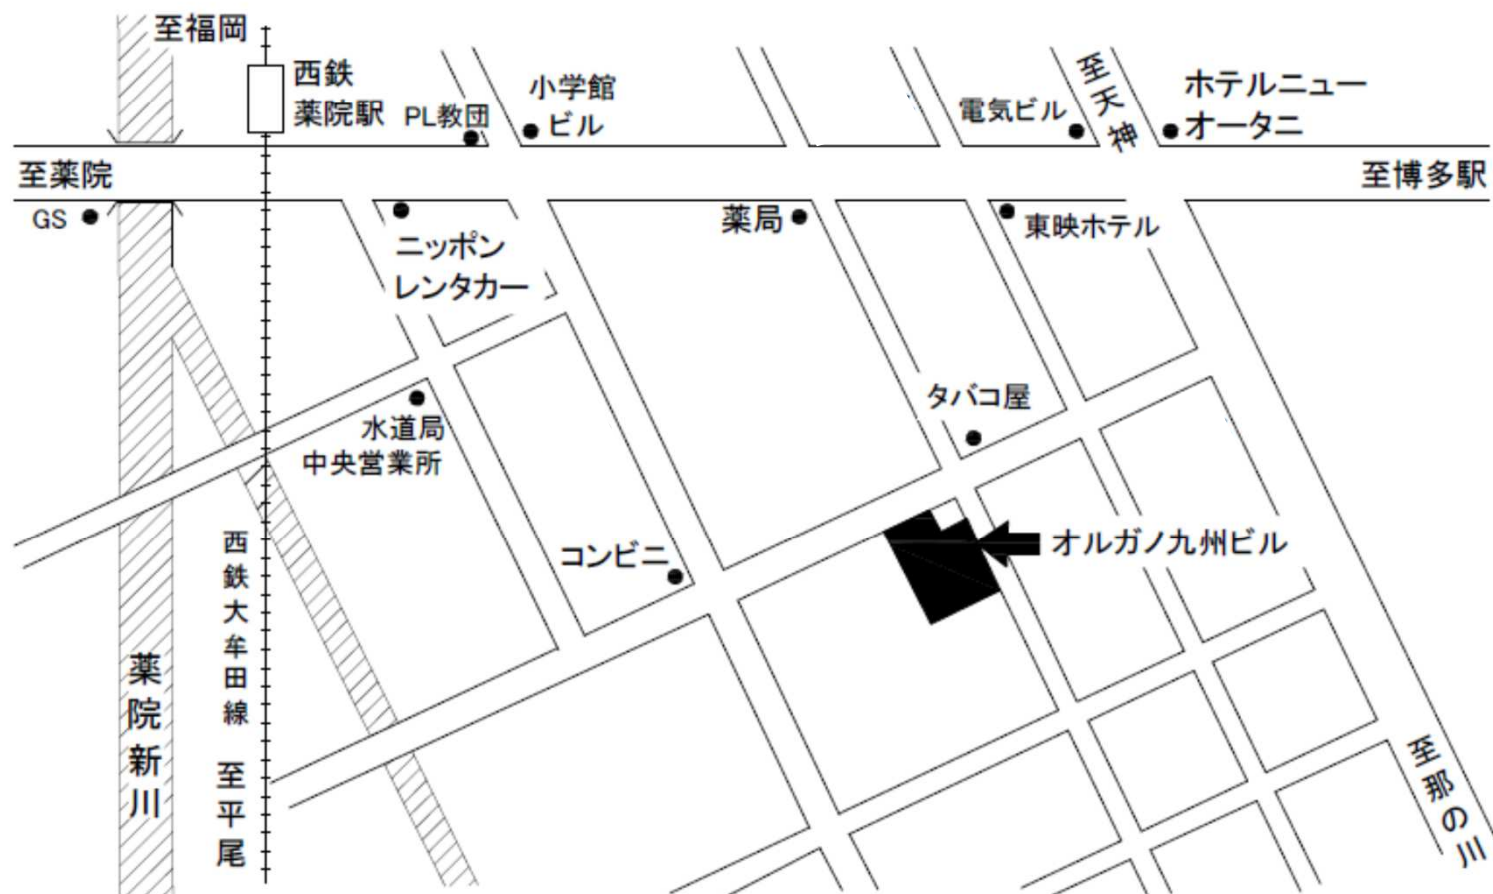 至福岡
西鉄
薬院駅
PL教団
小学館
ビル
電気ビル
至天神
ホテルニュー
オータニ
至薬院
至博多駅
GS
ニッポン
レンタカー
薬局
東映ホテル
タバコ屋
水道局
中央営業所
コンビニ
オルガノ九州ビル
西鉄大牟田線
至平尾
薬院新川
至那の川